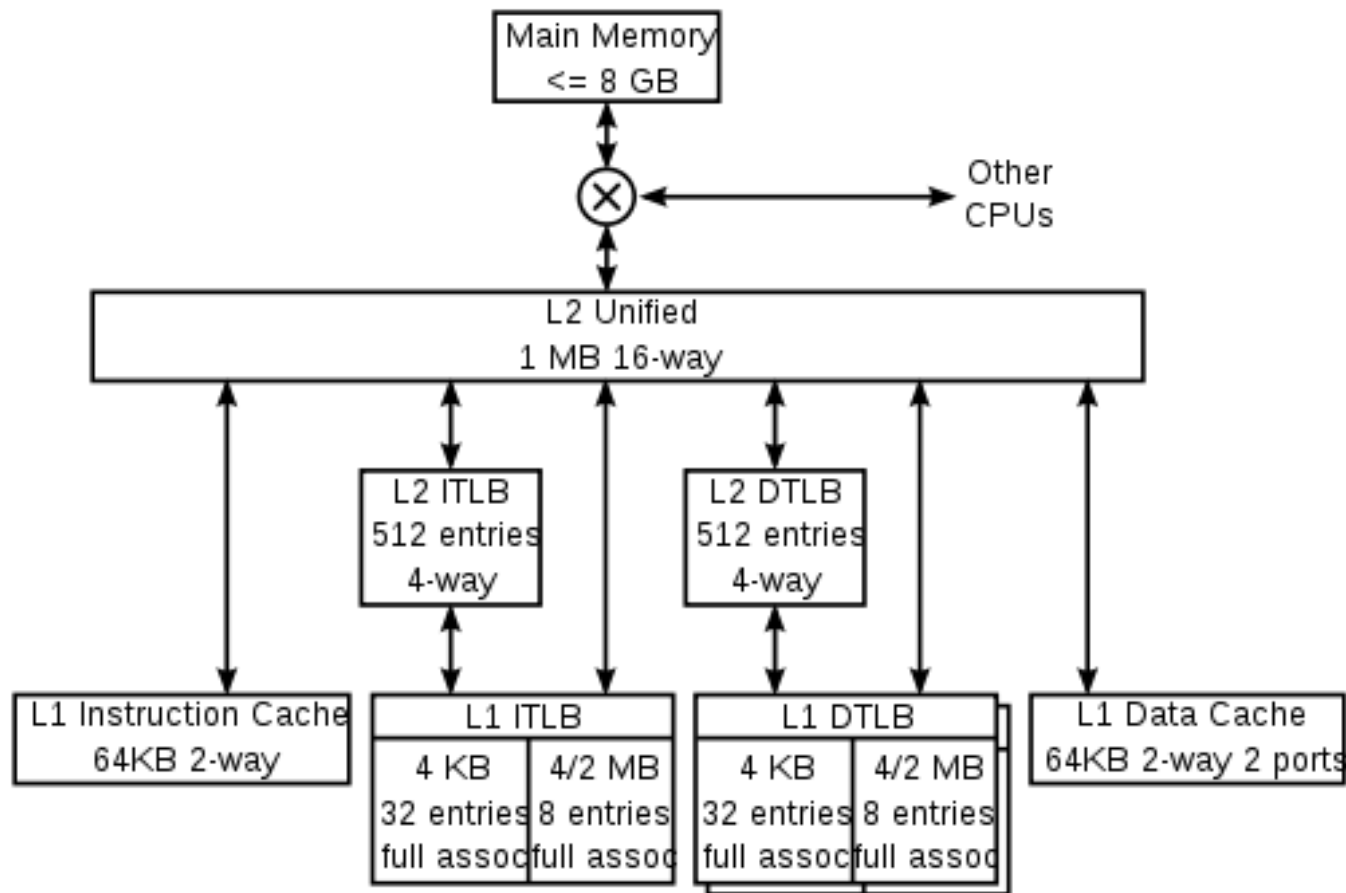 Main Memory
<= 8 GB
Other
CPUs
L2 Unified
1 MB 16-way
L2 ITLB
512 entries
4-way
L2 DTLB
512 entries
4-way
L1 Instruction Cache
64KB 2-way
L1 ITLB
4 KB
32 entries
full assoc
4/2 MB
8 entries
full assoc
L1 DTLB
4 KB
32 entries
full assoc
4/2 MB
8 entries
full assoc
L1 Data Cache
64KB 2-way 2 ports